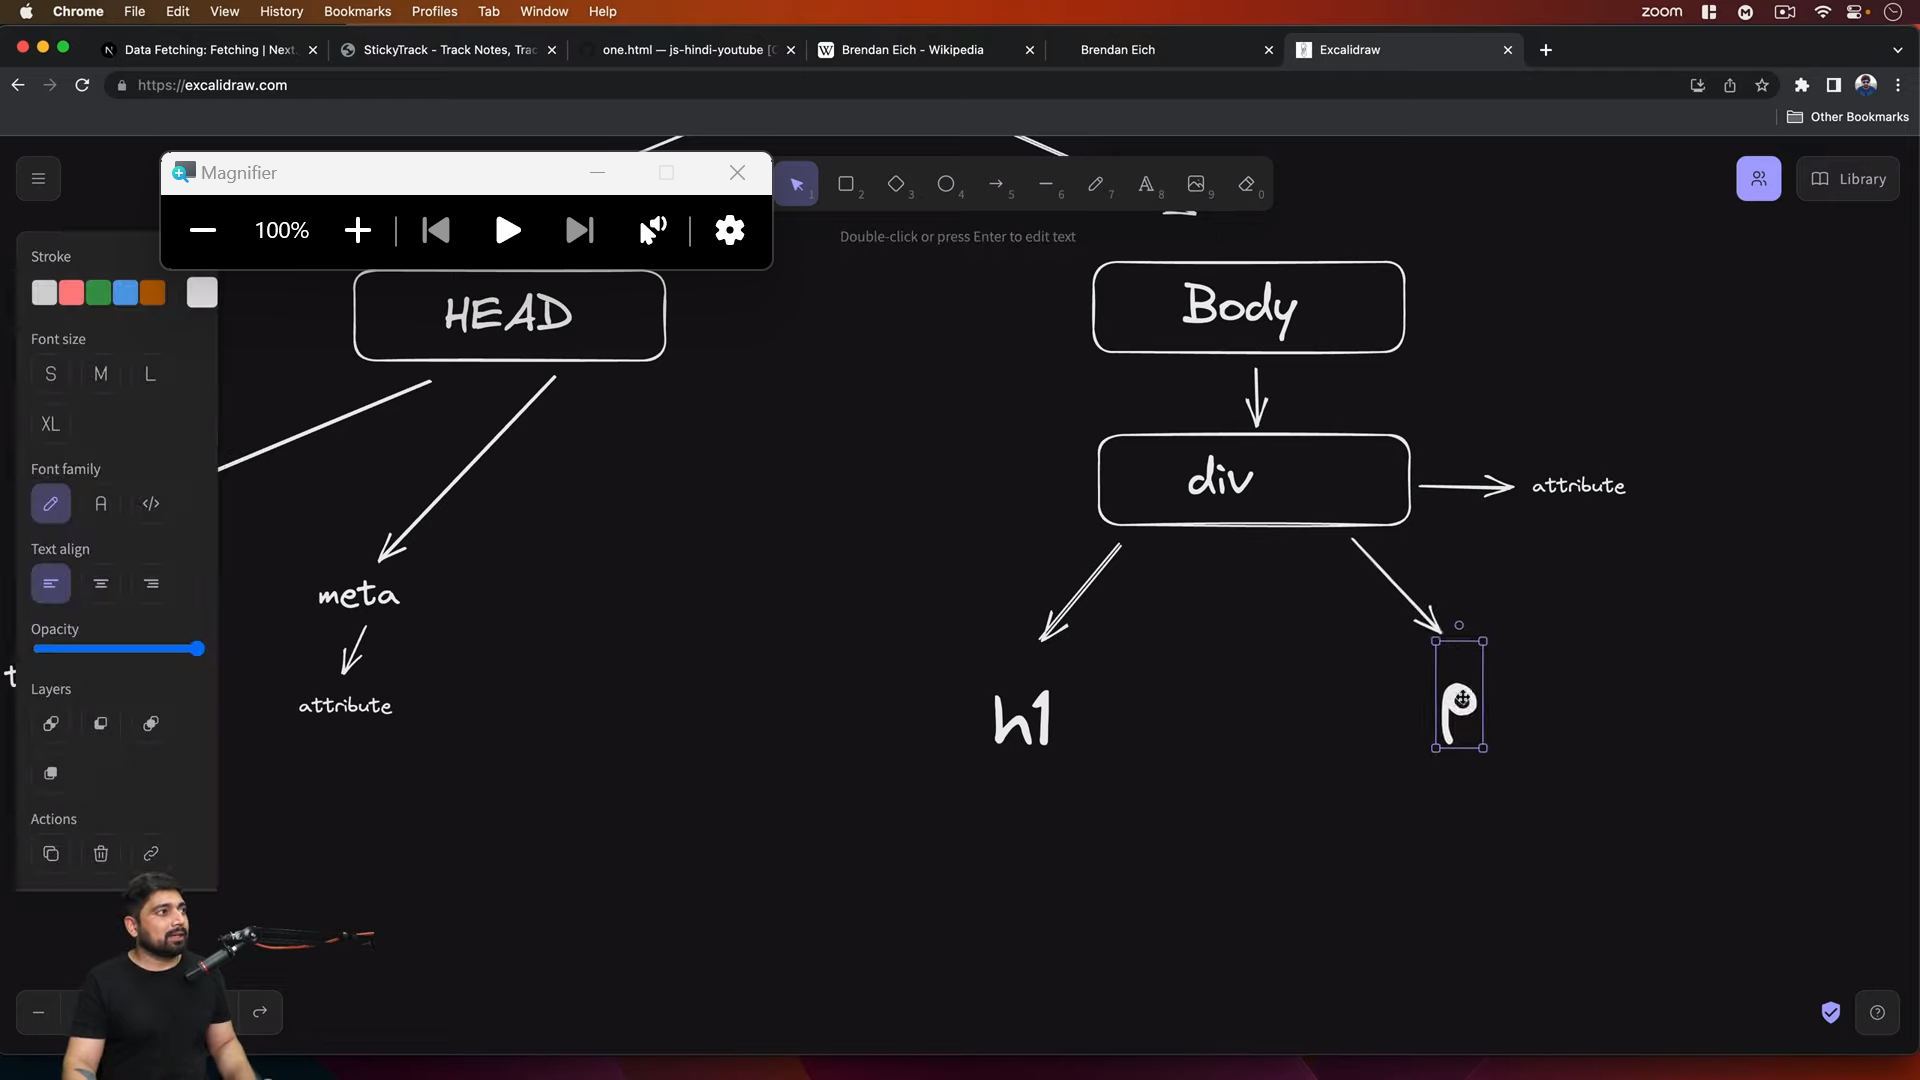 Chrome File Edit View History Bookmarks Profiles Tab Window Help zoom
Data Fetching: Fetching | Next. StickyTrack - Track Notes, Trac one.html — js-hindi-youtube [C Brendan Eich - Wikipedia Brendan Eich Excalidraw
https://excalidraw.com
Other Bookmarks
Magnifier
1 2 3 4 5 6 7 8 9 0
Library
100%
Double-click or press Enter to edit text
Stroke
HEAD
Body
Font size
S M L
XL
Font family
div
attribute
Text align
meta
Opacity
Layers
attribute
h1
p
Actions